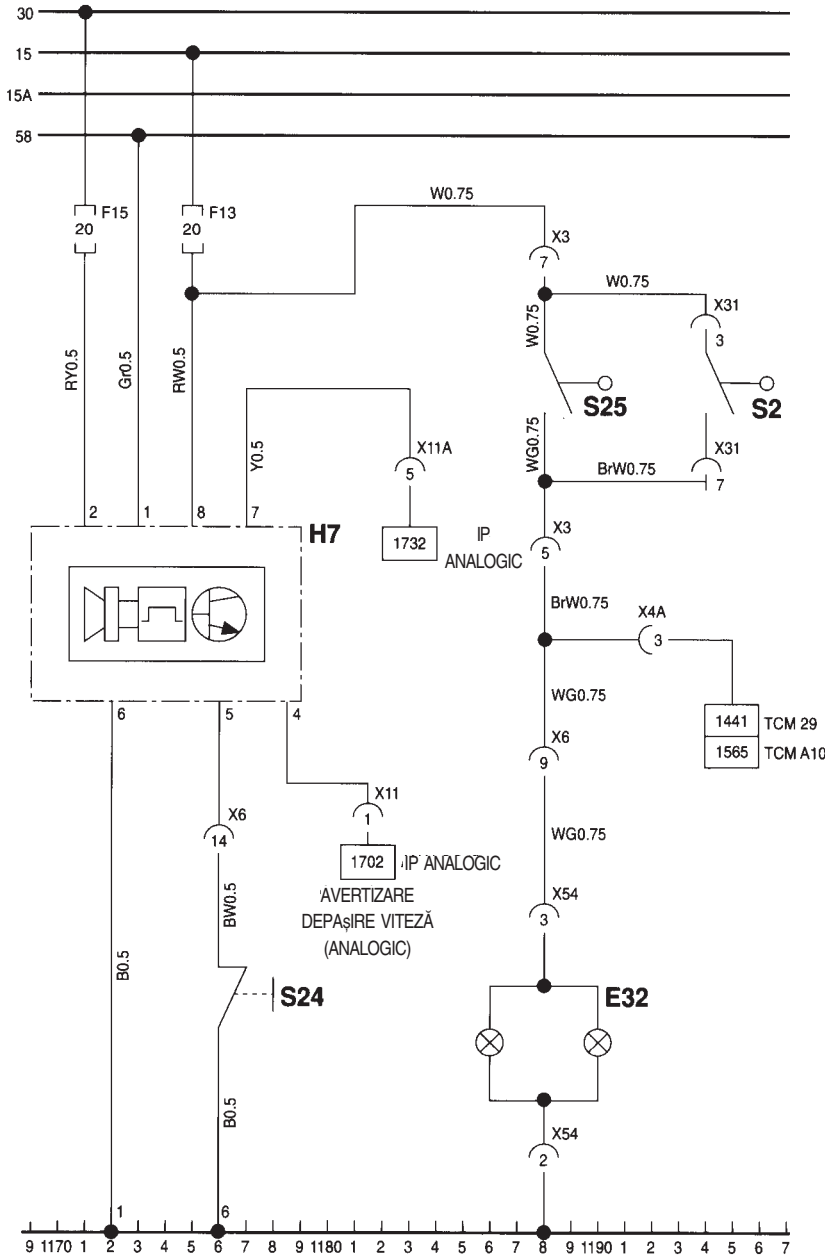 30
15
15A
58
W0.75
F15
F13
20
20
X3
7
W0.75
X31
3
RY0.5
Gr0.5
RW0.5
W0.75
S25
S2
Y0.5
X11A
5
WG0.75
X31
BrW0.75
7
2
1
8
7
H7
1732
IP
ANALOGIC
X3
5
BrW0.75
X4A
3
6
5
4
WG0.75
1441
TCM 29
1565
TCM A10
X6
9
X11
1
X6
14
WG0.75
1702
IP ANALOGIC
AVERTIZARE
DEPAşIRE VITEZĂ
(ANALOGIC)
BW0.5
X54
3
B0.5
S24
E32
B0.5
X54
2
1
6
9 1170 1 2 3 4 5 6 7 8 9 1180 1 2 3 4 5 6 7 8 9 1190 1 2 3 4 5 6 7